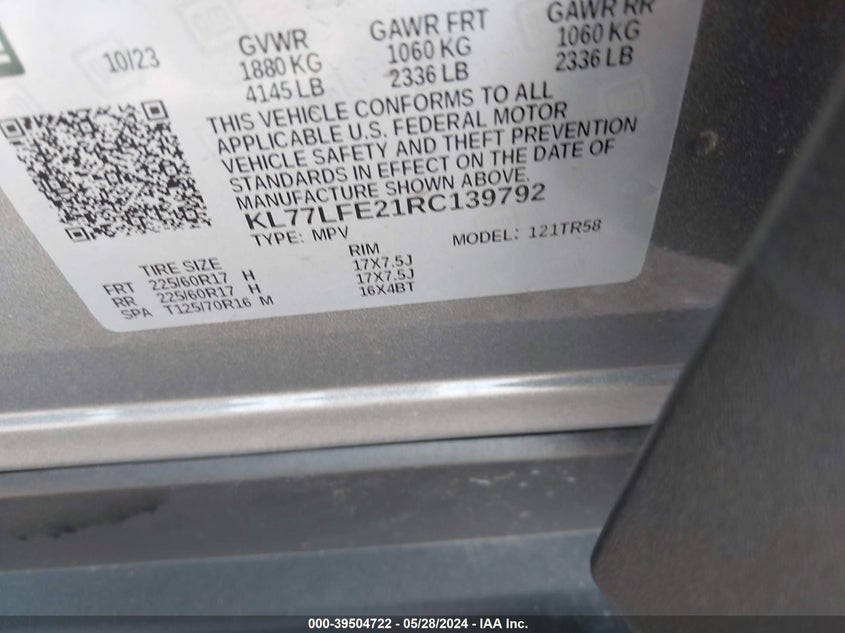 10/23
GVWR
1880 KG
4145 LB
GAWR FRT
1060 KG
2336 LB
GAWR RR
1060 KG
2336 LB
THIS VEHICLE CONFORMS TO ALL
APPLICABLE U.S. FEDERAL MOTOR
VEHICLE SAFETY AND THEFT PREVENTION
STANDARDS IN EFFECT ON THE DATE OF
MANUFACTURE SHOWN ABOVE.
KL77LFE21RC139792
TYPE: MPV MODEL: 121TR58
TIRE SIZE RIM
FRT 225/60R17 H 17X7.5J
RR 225/60R17 H 17X7.5J
SPA T125/70R16 M 16X4BT
000-39504722 - 05/28/2024 - IAA Inc.